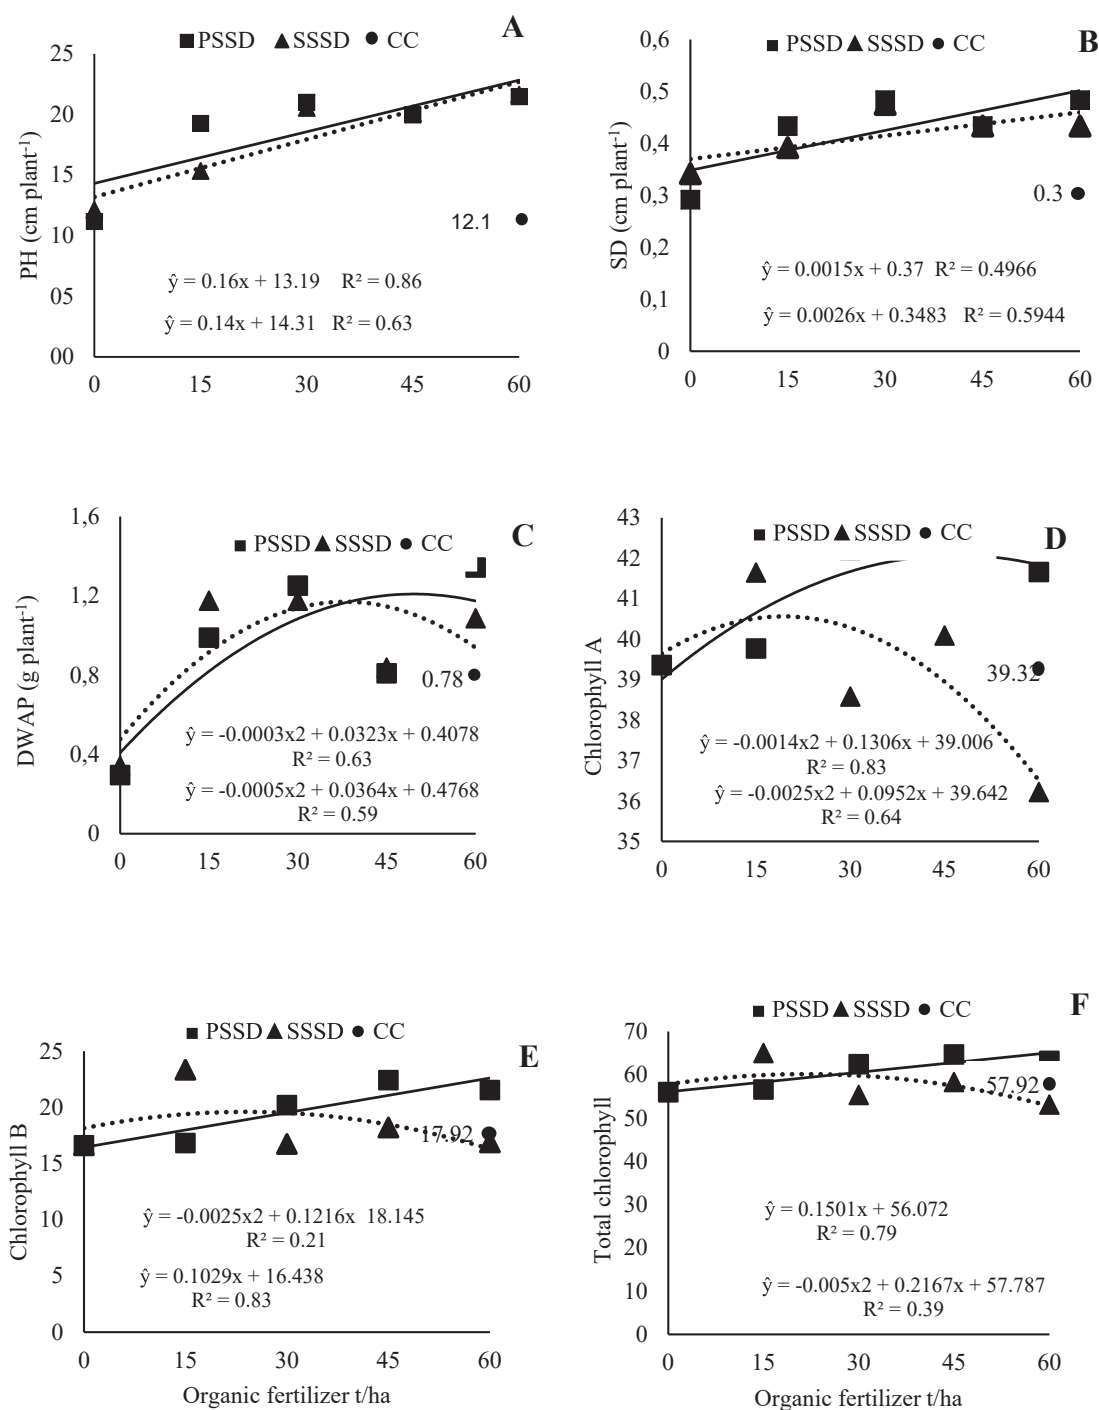 ■ PSSD ▲ SSSD ● CC
A
25
20
15
10
05
00
PH (cm plant⁻¹)
12.1
ŷ = 0.16x + 13.19 R² = 0.86
ŷ = 0.14x + 14.31 R² = 0.63
0 15 30 45 60
■ PSSD ▲ SSSD ● CC
B
0,6
0,5
0,4
0,3
0,2
0,1
0
SD (cm plant⁻¹)
0.3
ŷ = 0.0015x + 0.37 R² = 0.4966
ŷ = 0.0026x + 0.3483 R² = 0.5944
0 15 30 45 60
■ PSSD ▲ SSSD ● CC
C
1,6
1,2
0,8
0,4
0
DWAP (g plant⁻¹)
0.78
ŷ = -0.0003x2 + 0.0323x + 0.4078
R² = 0.63
ŷ = -0.0005x2 + 0.0364x + 0.4768
R² = 0.59
0 15 30 45 60
■ PSSD ▲ SSSD ● CC
D
43
42
41
40
39
38
37
36
35
Chlorophyll A
39.32
ŷ = -0.0014x2 + 0.1306x + 39.006
R² = 0.83
ŷ = -0.0025x2 + 0.0952x + 39.642
R² = 0.64
0 15 30 45 60
■ PSSD ▲ SSSD ● CC
E
25
20
15
10
5
0
Chlorophyll B
17.92
ŷ = -0.0025x2 + 0.1216x 18.145
R² = 0.21
ŷ = 0.1029x + 16.438
R² = 0.83
0 15 30 45 60
Organic fertilizer t/ha
■ PSSD ▲ SSSD ● CC
F
70
60
50
40
30
20
10
0
Total chlorophyll
57.92
ŷ = 0.1501x + 56.072
R² = 0.79
ŷ = -0.005x2 + 0.2167x + 57.787
R² = 0.39
0 15 30 45 60
Organic fertilizer t/ha